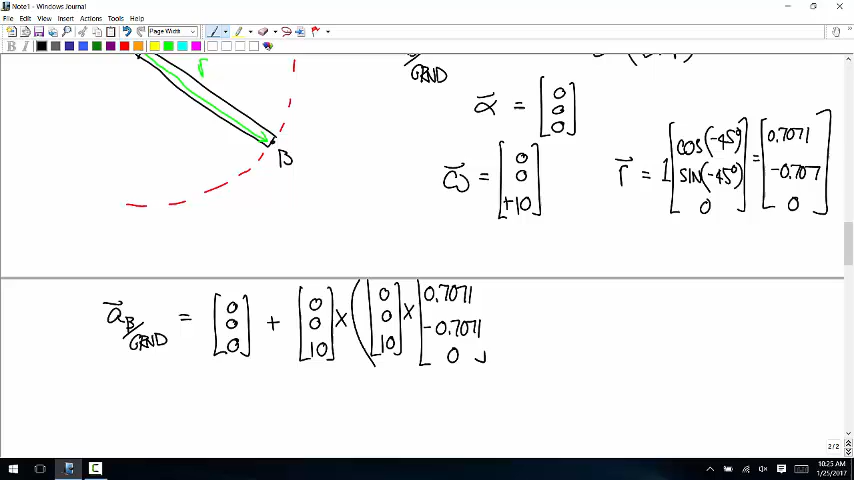 Note1 - Windows Journal
File Edit View Insert Actions Tools Help
Page Width
B I
GRND
r
B
α = [0 0 0]
ω = [0 0 +10]
r = 1 [cos(-45°) sin(-45°) 0] = [0.7071 -0.707 0]
a B/GRND = [0 0 0] + [0 0 10] × ([0 0 10] × [0.7071 -0.7071 0]
2/2
10:25 AM
1/25/2017